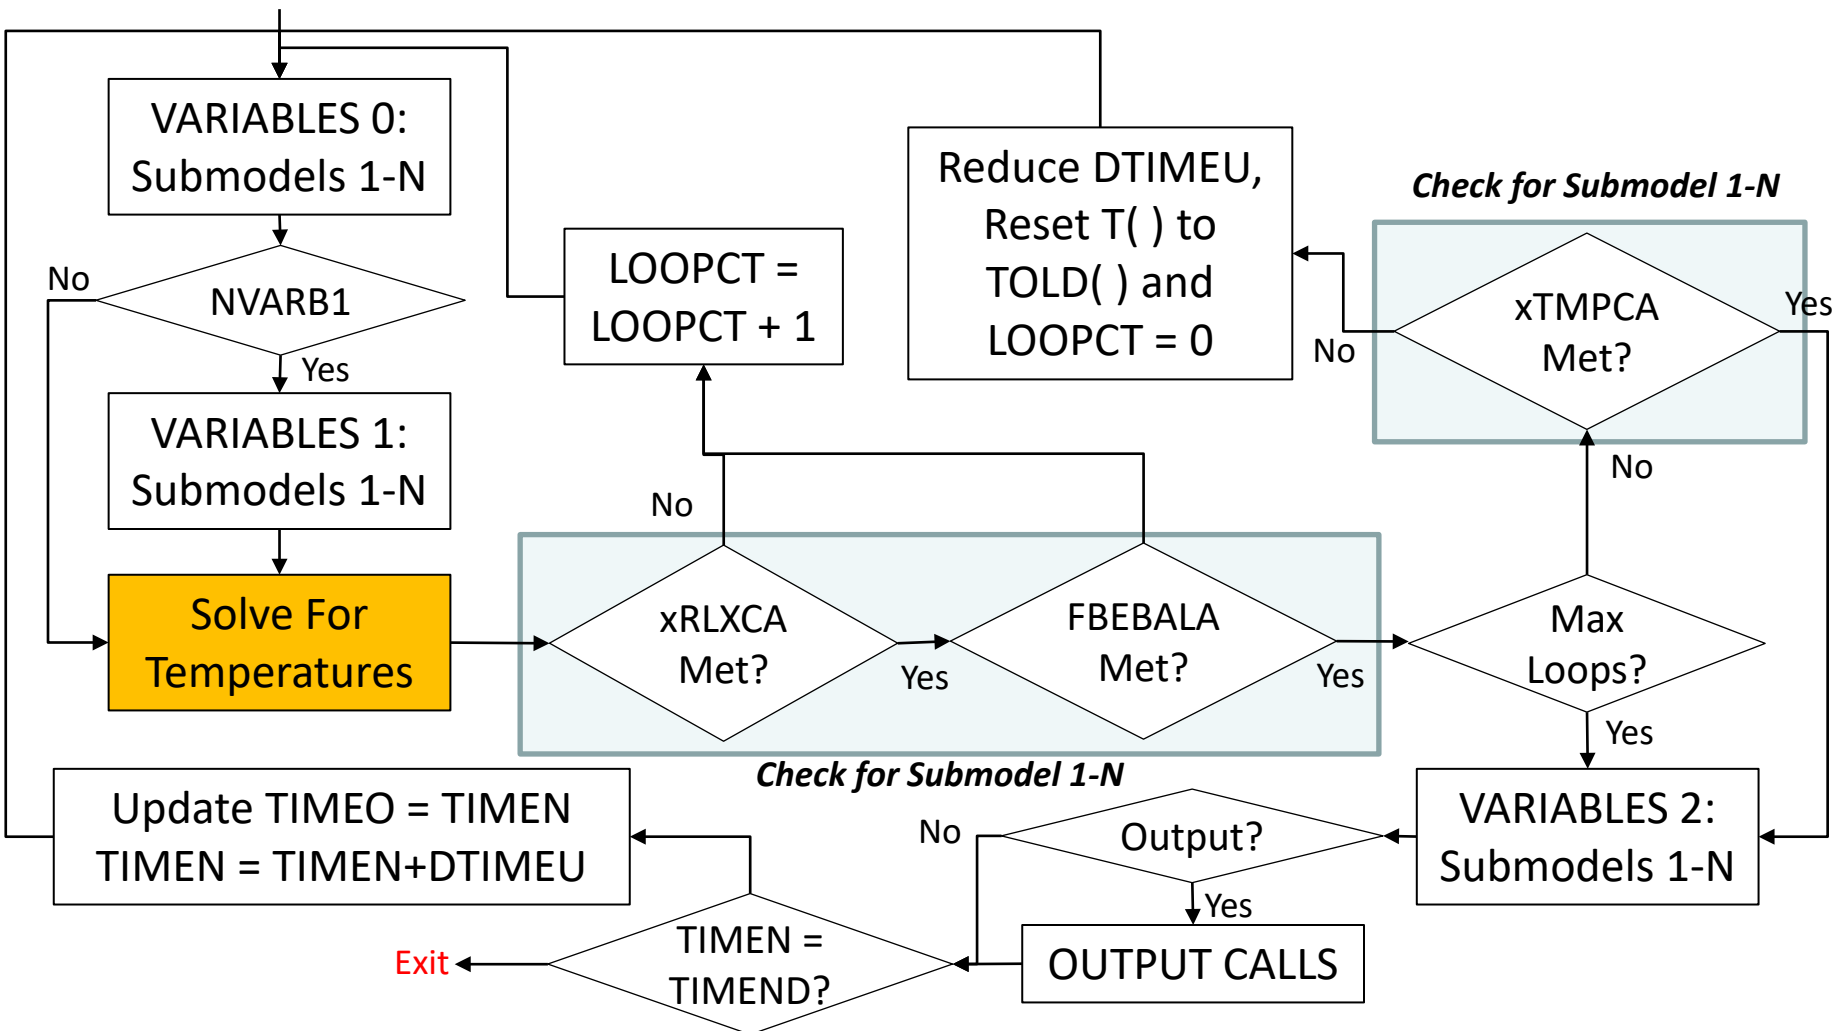 VARIABLES 0:
Submodels 1-N
No
NVARB1
Yes
VARIABLES 1:
Submodels 1-N
Solve For
Temperatures
LOOPCT =
LOOPCT + 1
No
xRLXCA
Met?
Yes
FBEBALA
Met?
Yes
Check for Submodel 1-N
Reduce DTIMEU,
Reset T( ) to
TOLD( ) and
LOOPCT = 0
Check for Submodel 1-N
xTMPCA
Met?
No
Yes
No
Max
Loops?
Yes
VARIABLES 2:
Submodels 1-N
Output?
No
Yes
OUTPUT CALLS
TIMEN =
TIMEND?
Exit
Update TIMEO = TIMEN
TIMEN = TIMEN+DTIMEU